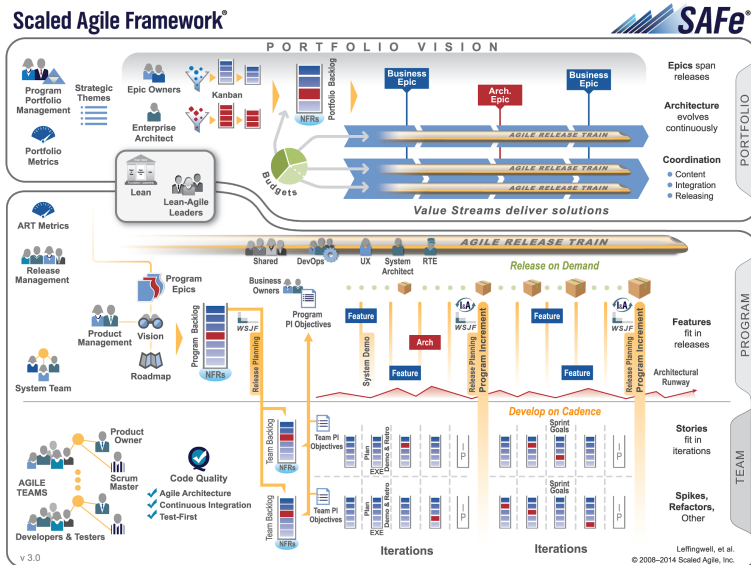 Scaled Agile Framework®
SAFe®
PORTFOLIO VISION
Program
Portfolio
Management
Strategic
Themes
Portfolio
Metrics
Epic Owners
Enterprise
Architect
Kanban
Portfolio Backlog
NFRs
Business
Epic
Arch.
Epic
Business
Epic
AGILE RELEASE TRAIN
AGILE RELEASE TRAIN
AGILE RELEASE TRAIN
Budgets
Value Streams deliver solutions
Epics span
releases
Architecture
evolves
continuously
Coordination
Content
Integration
Releasing
PORTFOLIO
Lean
Lean-Agile
Leaders
ART Metrics
Release
Management
AGILE RELEASE TRAIN
Shared
DevOps
UX
System
Architect
RTE
Release on Demand
Program
Epics
Product
Management
Vision
Roadmap
System Team
Program Backlog
NFRs
WSJF
Release Planning
Business
Owners
Program
PI Objectives
Feature
System Demo
Feature
Arch
I&A
WSJF
Release Planning
Program Increment
Feature
Feature
I&A
WSJF
Release Planning
Program Increment
Architectural
Runway
Features
fit in
releases
PROGRAM
Develop on Cadence
AGILE
TEAMS
Product
Owner
Scrum
Master
Developers & Testers
Code Quality
Agile Architecture
Continuous Integration
Test-First
Team Backlog
NFRs
Team PI
Objectives
Plan
EXE
Demo & Retro
I
P
Sprint
Goals
I
P
Team Backlog
NFRs
Team PI
Objectives
Plan
EXE
Demo & Retro
I
P
Sprint
Goals
I
P
Iterations
Iterations
Stories
fit in
iterations
Spikes,
Refactors,
Other
TEAM
v 3.0
Leffingwell, et al.
© 2008–2014 Scaled Agile, Inc.